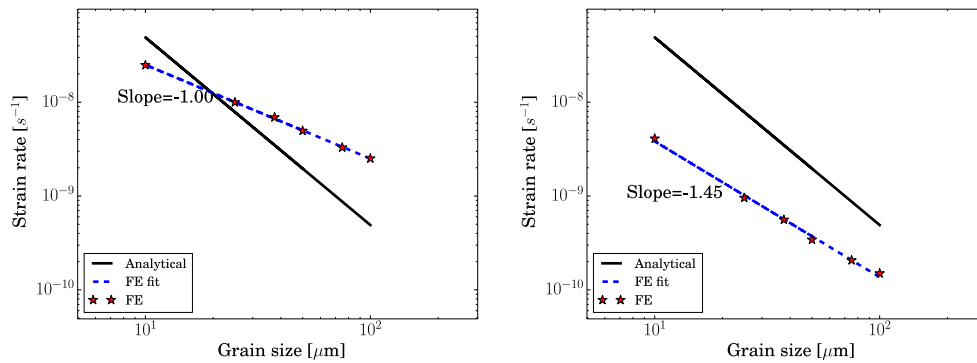 Strain rate [s⁻¹]
10⁻⁸
10⁻⁹
10⁻¹⁰
Slope=-1.00
Analytical
FE fit
FE
10¹
10²
Grain size [μm]
Strain rate [s⁻¹]
10⁻⁸
10⁻⁹
10⁻¹⁰
Slope=-1.45
Analytical
FE fit
FE
10¹
10²
Grain size [μm]